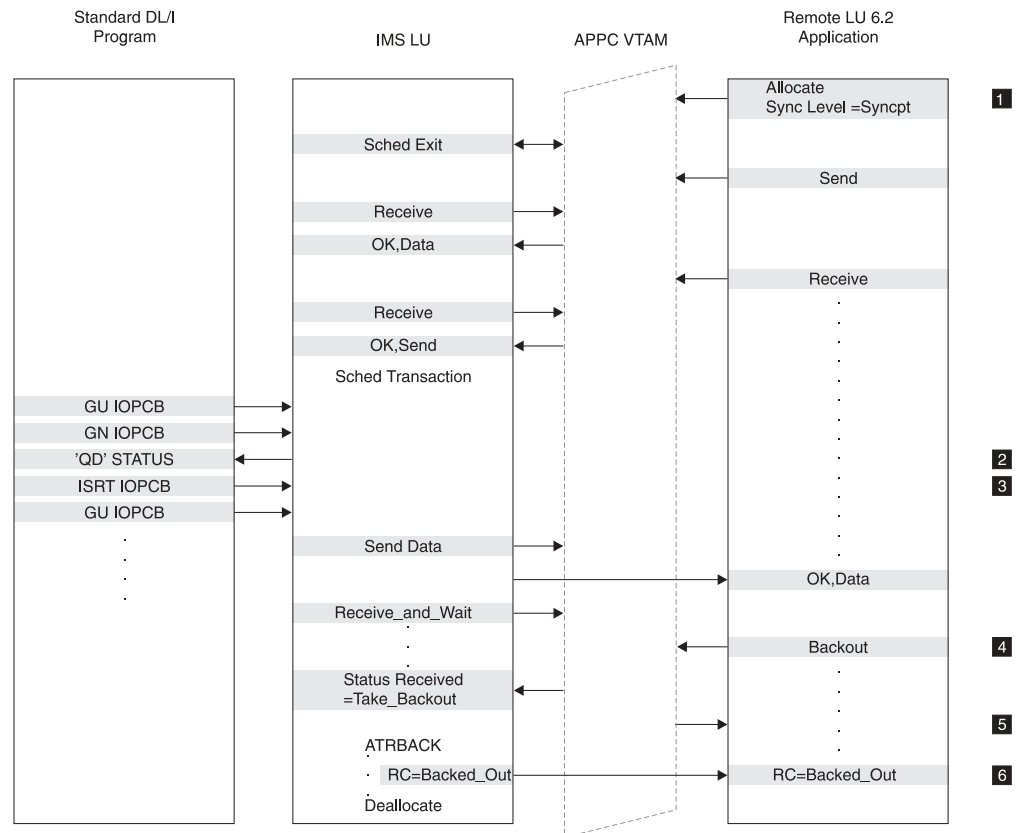 Standard DL/I
Program
IMS LU
APPC VTAM
Remote LU 6.2
Application
Allocate
Sync Level =Syncpt
1
Sched Exit
Send
Receive
OK,Data
Receive
Receive
OK,Send
Sched Transaction
GU IOPCB
GN IOPCB
'QD' STATUS
2
ISRT IOPCB
3
GU IOPCB
Send Data
OK,Data
Receive_and_Wait
Backout
4
Status Received
=Take_Backout
5
ATRBACK
RC=Backed_Out
RC=Backed_Out
6
Deallocate